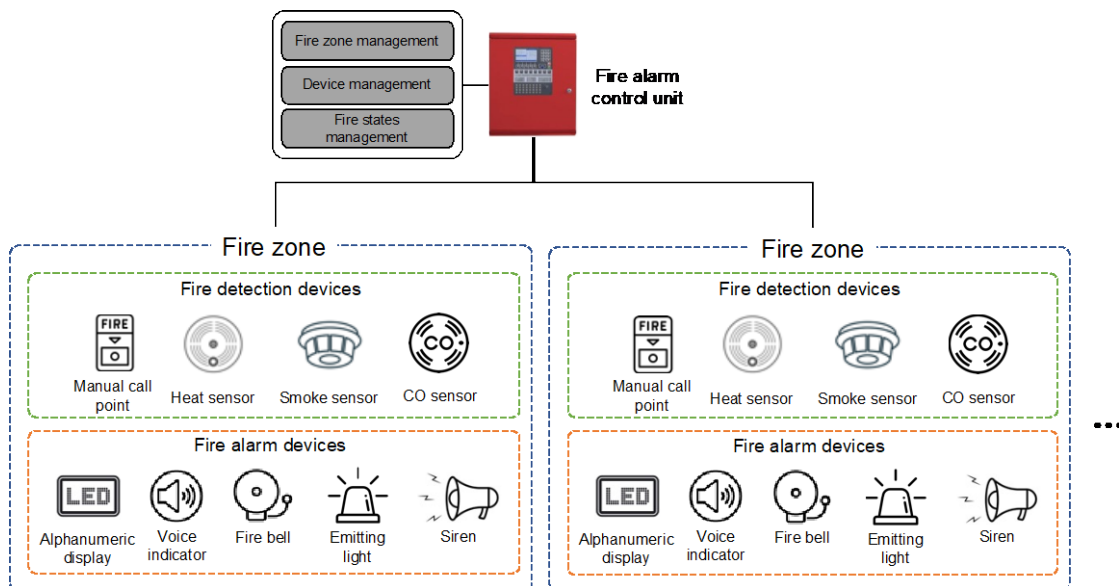 Fire zone management
Device management
Fire states
management
Fire alarm
control unit
Fire zone
Fire detection devices
FIRE
CO
Manual call
point
Heat sensor
Smoke sensor
CO sensor
Fire alarm devices
LED
Alphanumeric
display
Voice
indicator
Fire bell
Emitting
light
Siren
Fire zone
Fire detection devices
FIRE
CO
Manual call
point
Heat sensor
Smoke sensor
CO sensor
Fire alarm devices
LED
Alphanumeric
display
Voice
indicator
Fire bell
Emitting
light
Siren
...